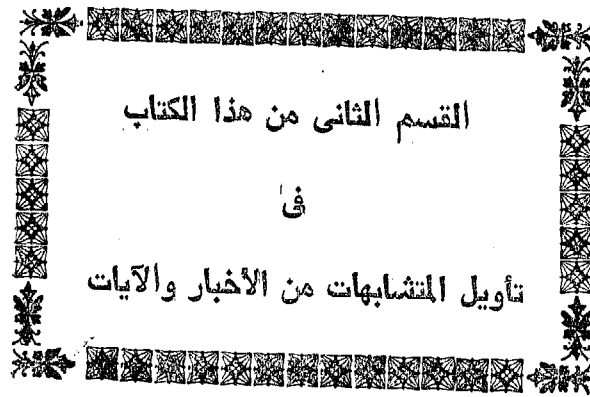 القسم الثانى من هذا الكتاب
فى
تأويل المتشابهات من الأخبار والآيات